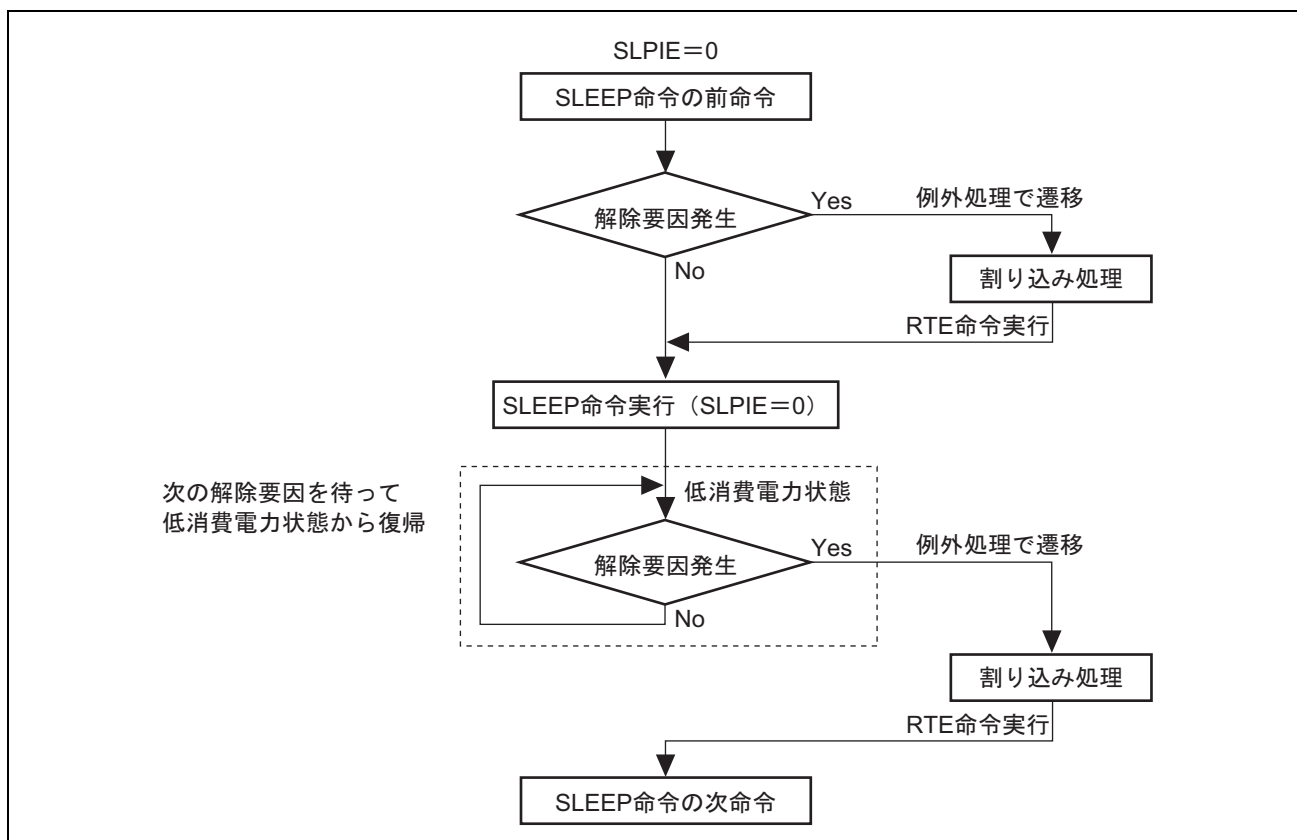 SLPIE=0
SLEEP命令の前命令
解除要因発生
Yes
例外処理で遷移
No
割り込み処理
RTE命令実行
SLEEP命令実行（SLPIE=0）
次の解除要因を待って
低消費電力状態から復帰
低消費電力状態
解除要因発生
Yes
例外処理で遷移
No
割り込み処理
RTE命令実行
SLEEP命令の次命令